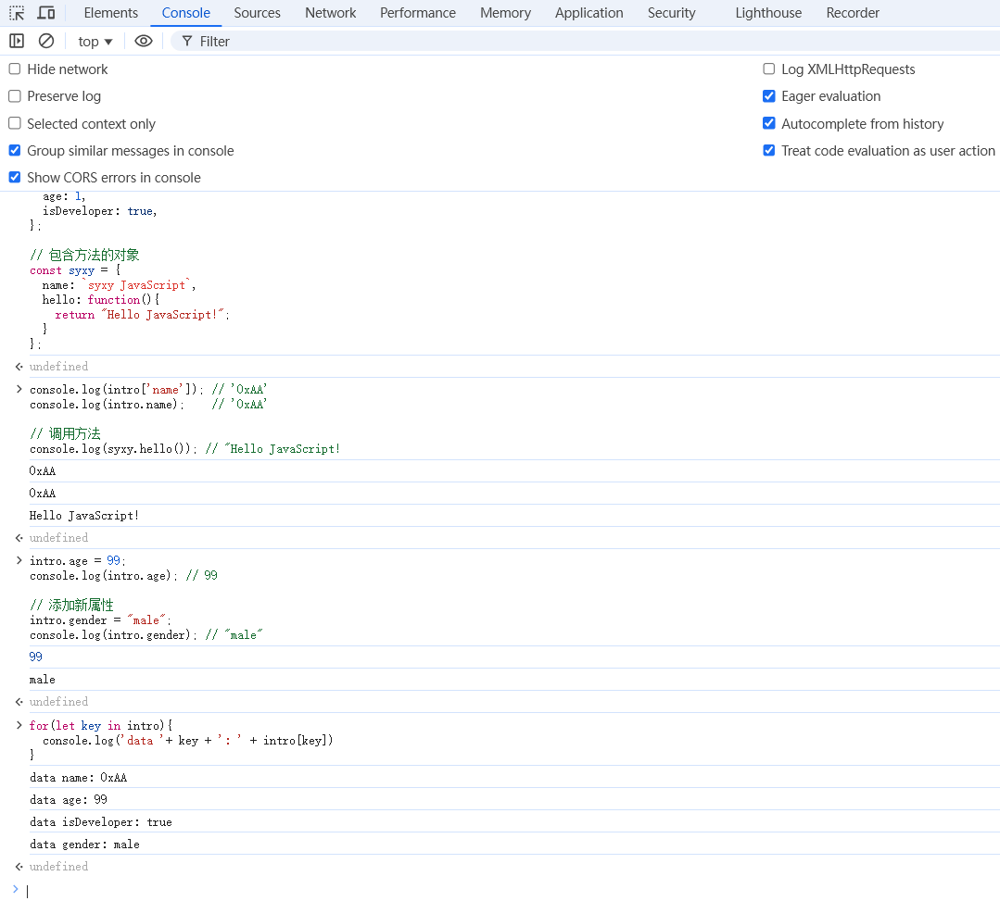 Elements Console Sources Network Performance Memory Application Security Lighthouse Recorder
top Filter
Hide network Log XMLHttpRequests
Preserve log Eager evaluation
Selected context only Autocomplete from history
Group similar messages in console Treat code evaluation as user action
Show CORS errors in console
age: 1,
isDeveloper: true,
};
// 包含方法的对象
const syxy = {
name: `syxy JavaScript`,
hello: function(){
return "Hello JavaScript!";
}
};
undefined
console.log(intro['name']); // '0xAA'
console.log(intro.name); // '0xAA'
// 调用方法
console.log(syxy.hello()); // "Hello JavaScript!
0xAA
0xAA
Hello JavaScript!
undefined
intro.age = 99;
console.log(intro.age); // 99
// 添加新属性
intro.gender = "male";
console.log(intro.gender); // "male"
99
male
undefined
for(let key in intro){
console.log('data '+ key + ': ' + intro[key])
}
data name: 0xAA
data age: 99
data isDeveloper: true
data gender: male
undefined